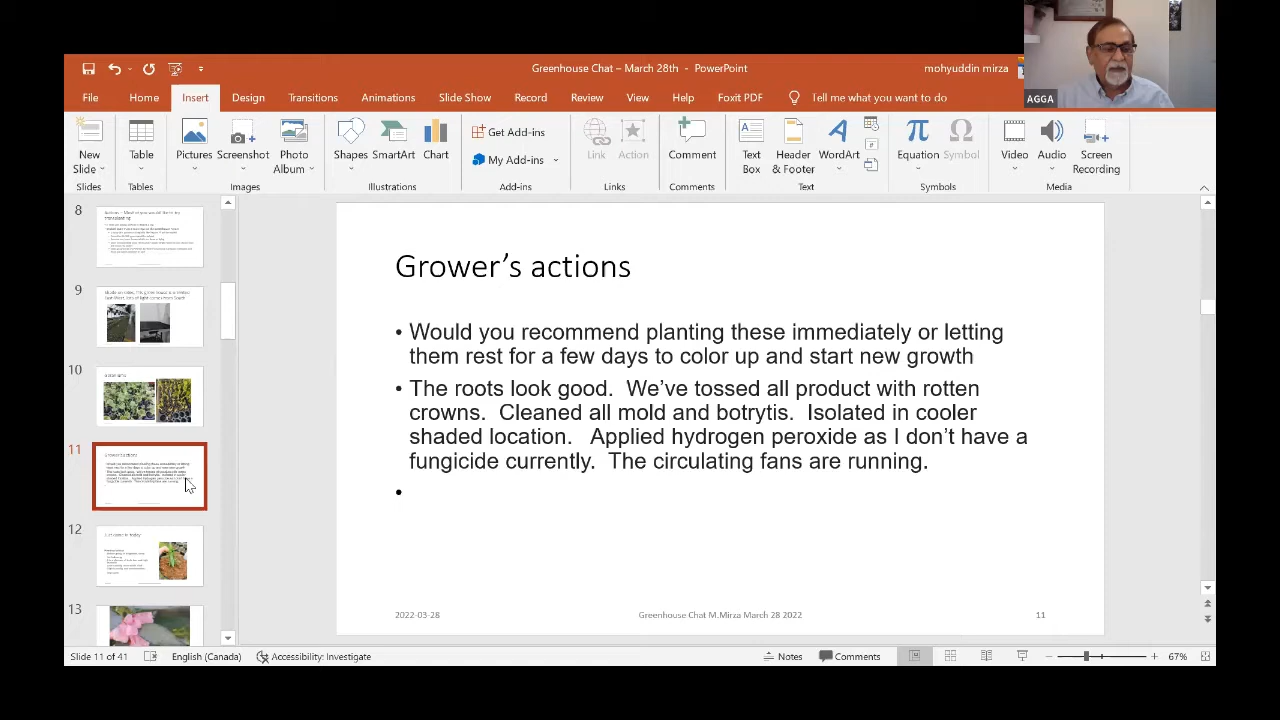 Greenhouse Chat – March 28th - PowerPoint
mohyuddin mirza
AGGA
File Home Insert Design Transitions Animations Slide Show Record Review View Help Foxit PDF Tell me what you want to do
New Slide
Table
Pictures
Screenshot
Photo Album
Shapes
SmartArt
Chart
Get Add-ins
My Add-ins
Link
Action
Comment
Text Box
Header & Footer
WordArt
Equation
Symbol
Video
Audio
Screen Recording
Slides Tables Images Illustrations Add-ins Links Comments Text Symbols Media
8
9
10
11
Grower's actions
12
13
Grower’s actions
• Would you recommend planting these immediately or letting
them rest for a few days to color up and start new growth
• The roots look good. We’ve tossed all product with rotten
crowns. Cleaned all mold and botrytis. Isolated in cooler
shaded location. Applied hydrogen peroxide as I don’t have a
fungicide currently. The circulating fans are running.
•
2022-03-28
Greenhouse Chat M.Mirza March 28 2022
11
Slide 11 of 41
English (Canada)
Accessibility: Investigate
Notes
Comments
67%